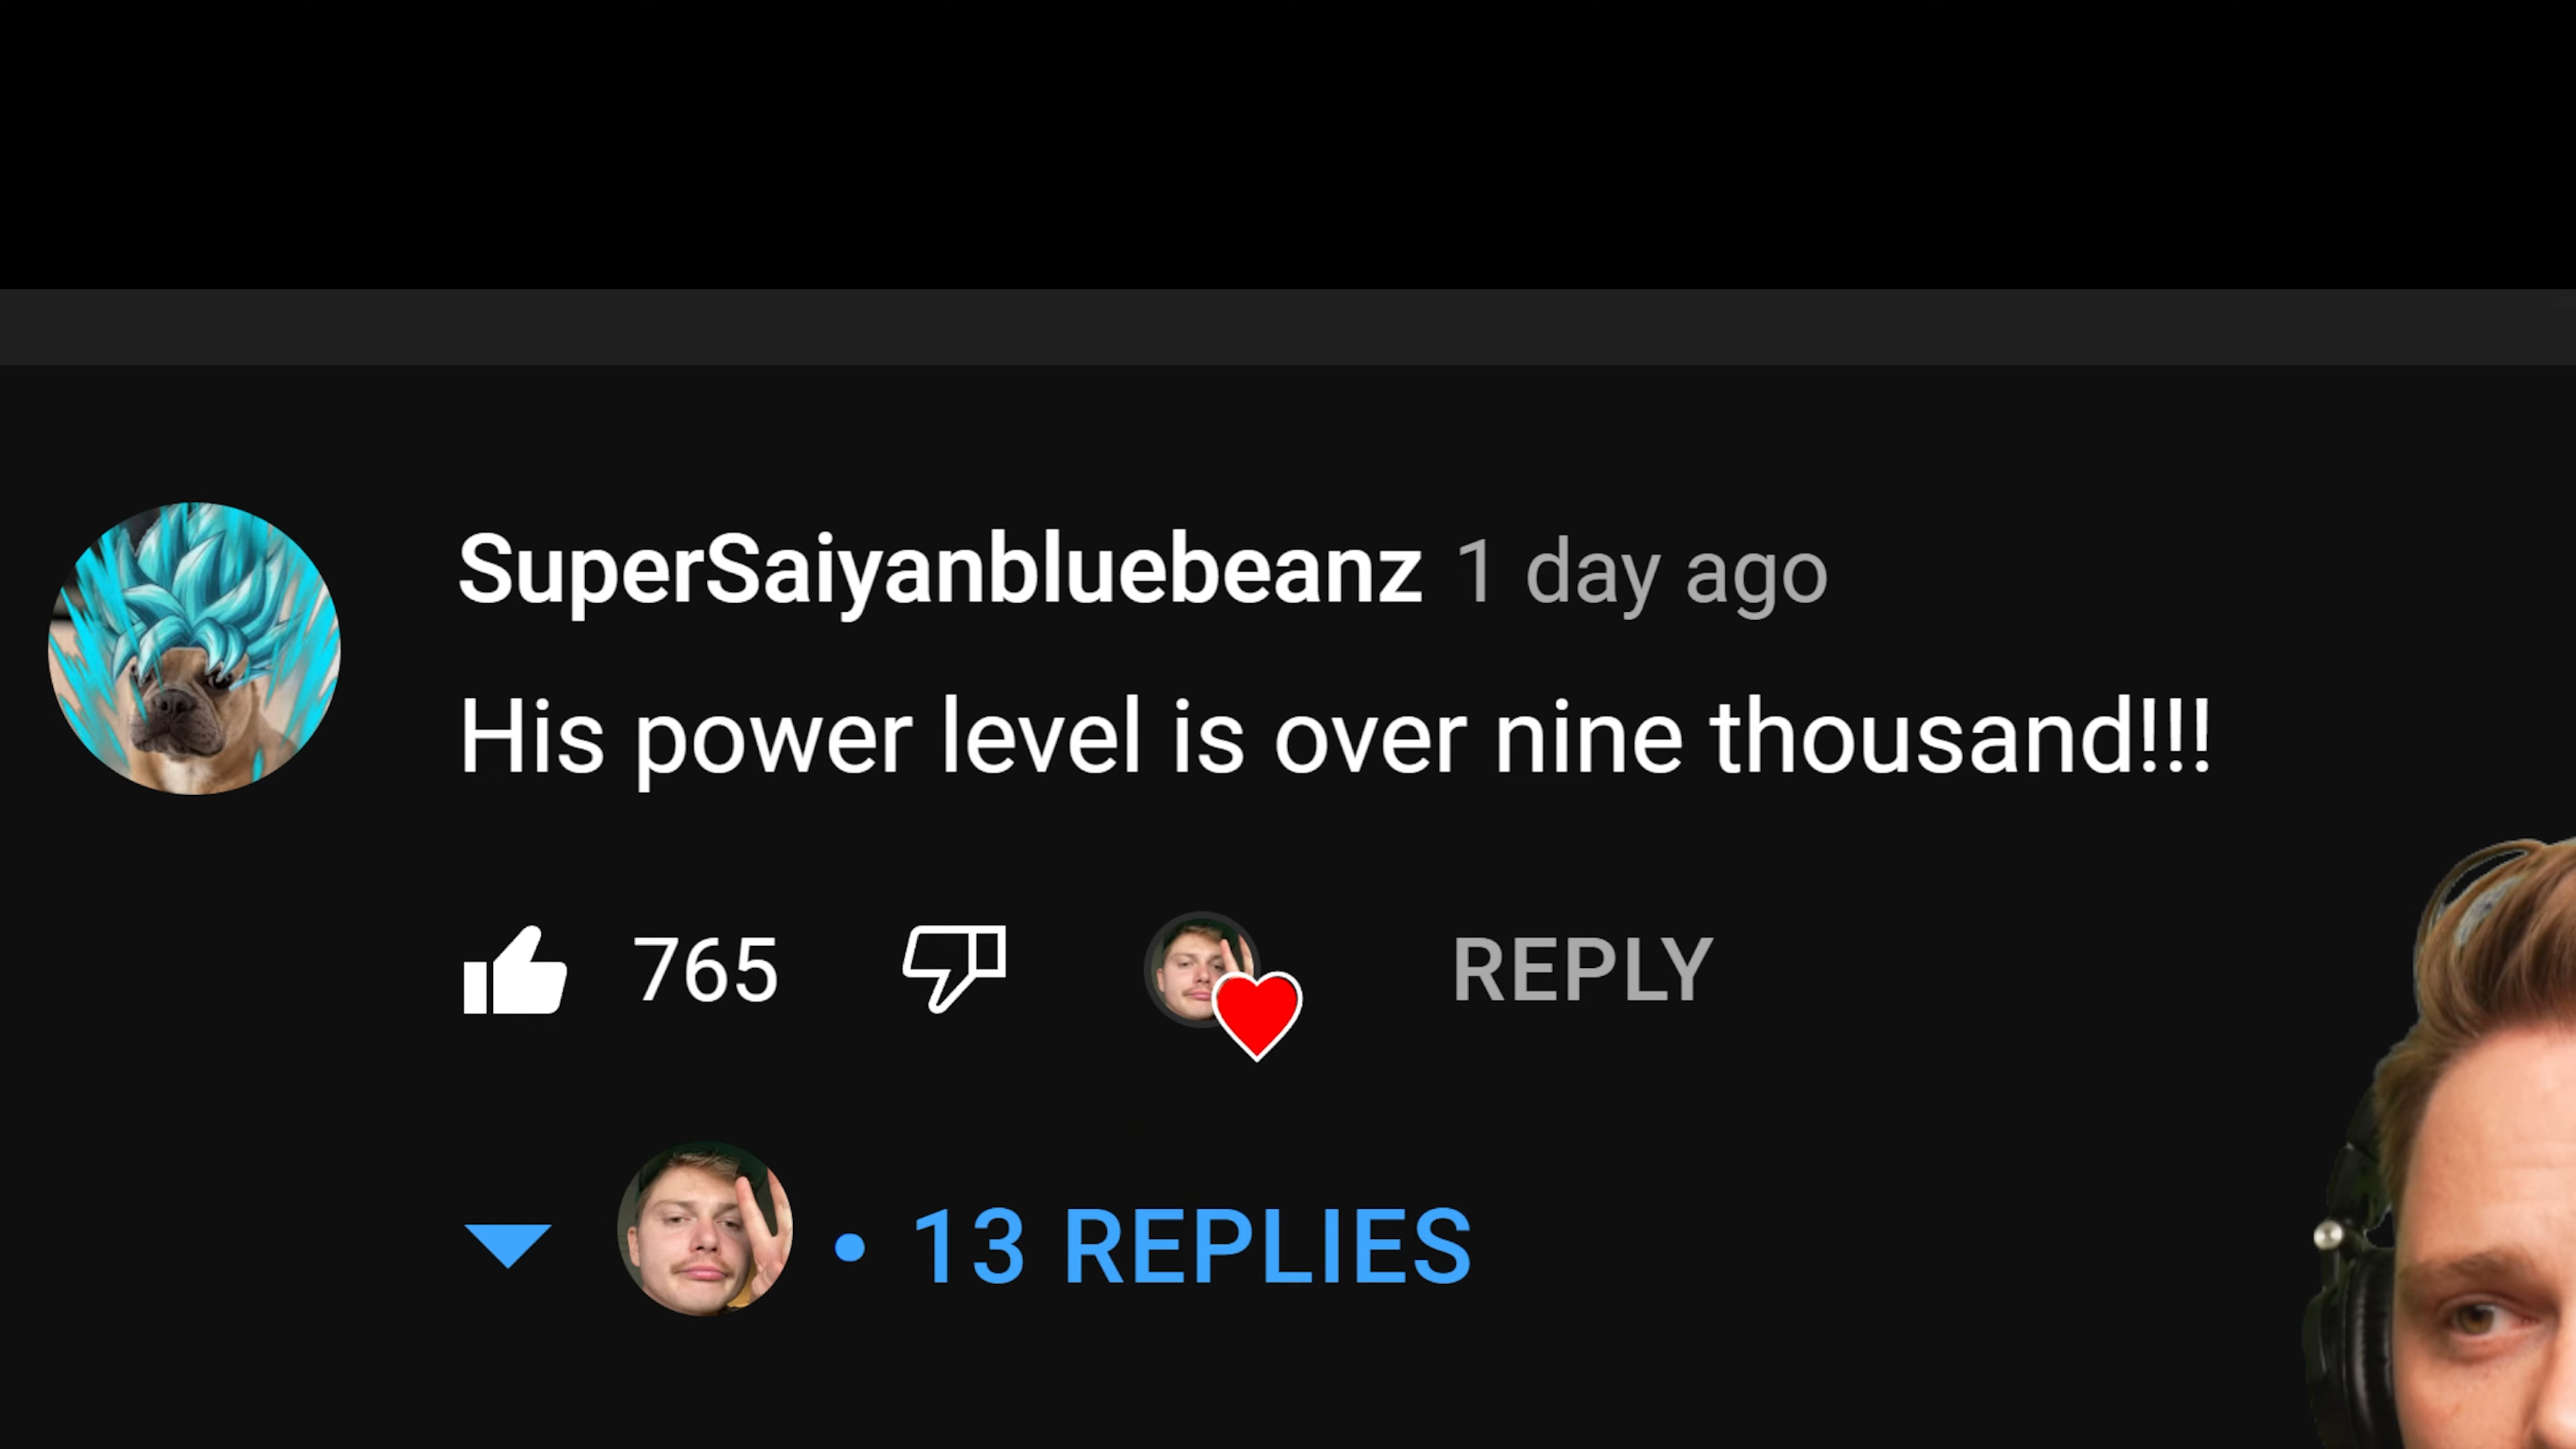 SuperSaiyanbluebeanz 1 day ago
His power level is over nine thousand!!!
765 REPLY
• 13 REPLIES